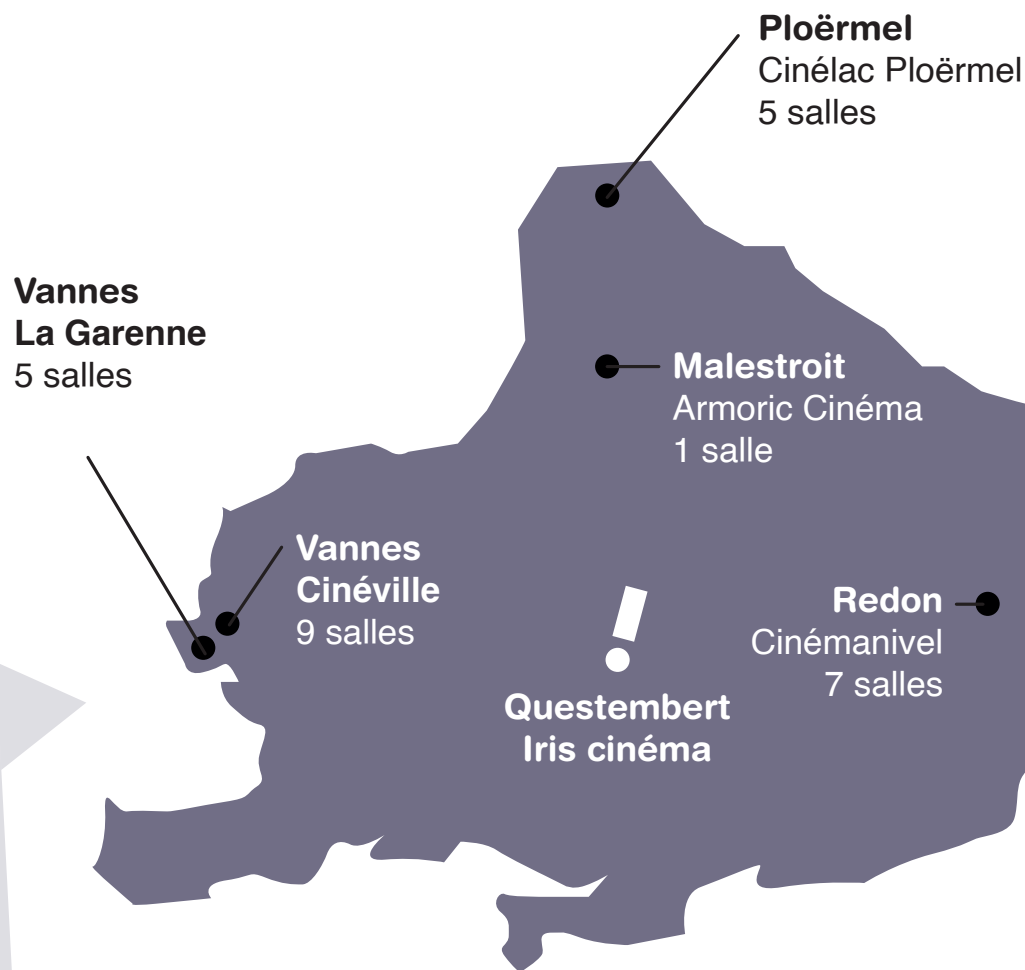 Ploërmel
Cinélac Ploërmel
5 salles
Vannes
La Garenne
5 salles
Malestroit
Armoric Cinéma
1 salle
Vannes
Cinéville
9 salles
Redon
Cinémanivel
7 salles
!
Questembert
Iris cinéma